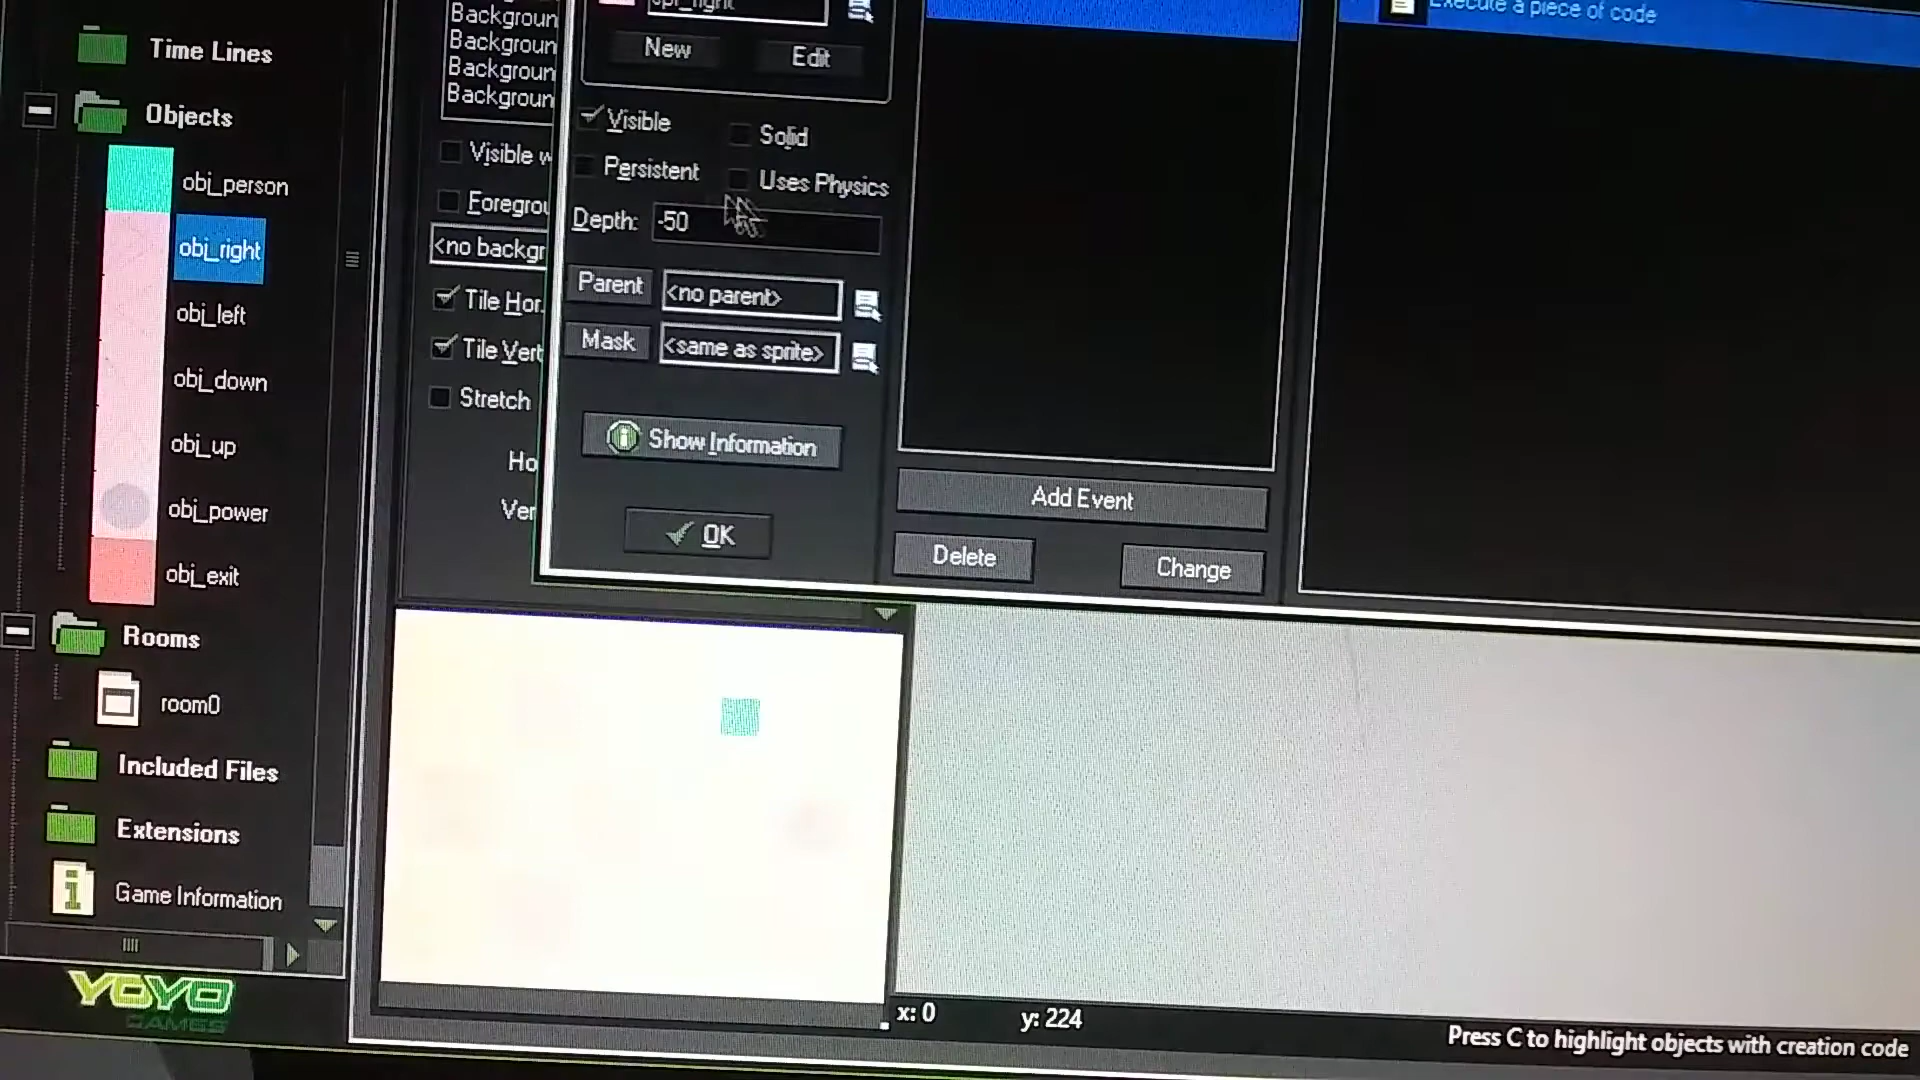 Time Lines
Objects
obj_person
obj_right
obj_left
obj_down
obj_up
obj_power
obj_exit
Rooms
room0
Included Files
Extensions
Game Information
YOYO
GAMES
Backgroun
Backgroun
Backgroun
Backgroun
Visible w
Foregrou
<no backgr
Tile Hor.
Tile Vert
Stretch
Ho
Ver
New
Edit
Visible
Solid
Persistent
Uses Physics
Depth: -50
Parent
<no parent>
Mask
<same as sprite>
Show Information
OK
Add Event
Delete
Change
Execute a piece of code
x: 0
y: 224
Press C to highlight objects with creation code